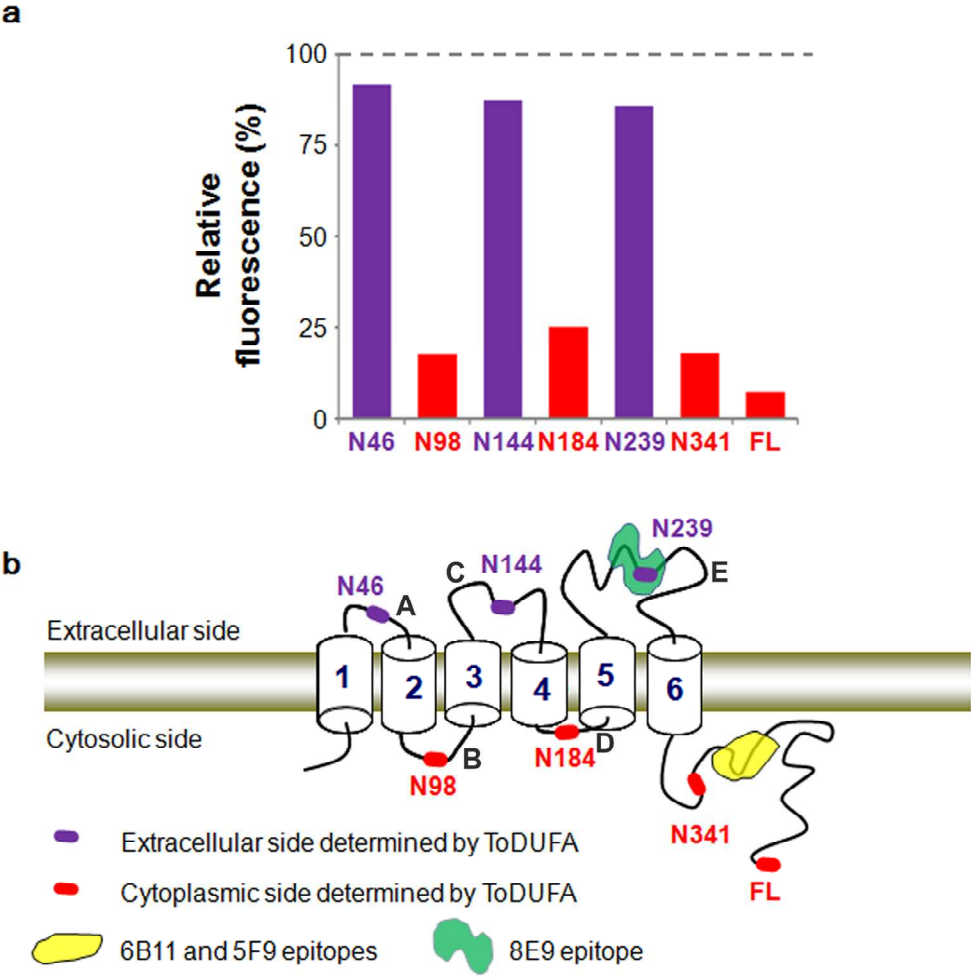 a
100
75
50
25
0
Relative
fluorescence (%)
N46 N98 N144 N184 N239 N341 FL
b
N239
C N144
E
N46
A
Extracellular side
1 2 3 4 5 6
Cytosolic side
B
N98
N184
D
N341
FL
Extracellular side determined by ToDUFA
Cytoplasmic side determined by ToDUFA
6B11 and 5F9 epitopes
8E9 epitope